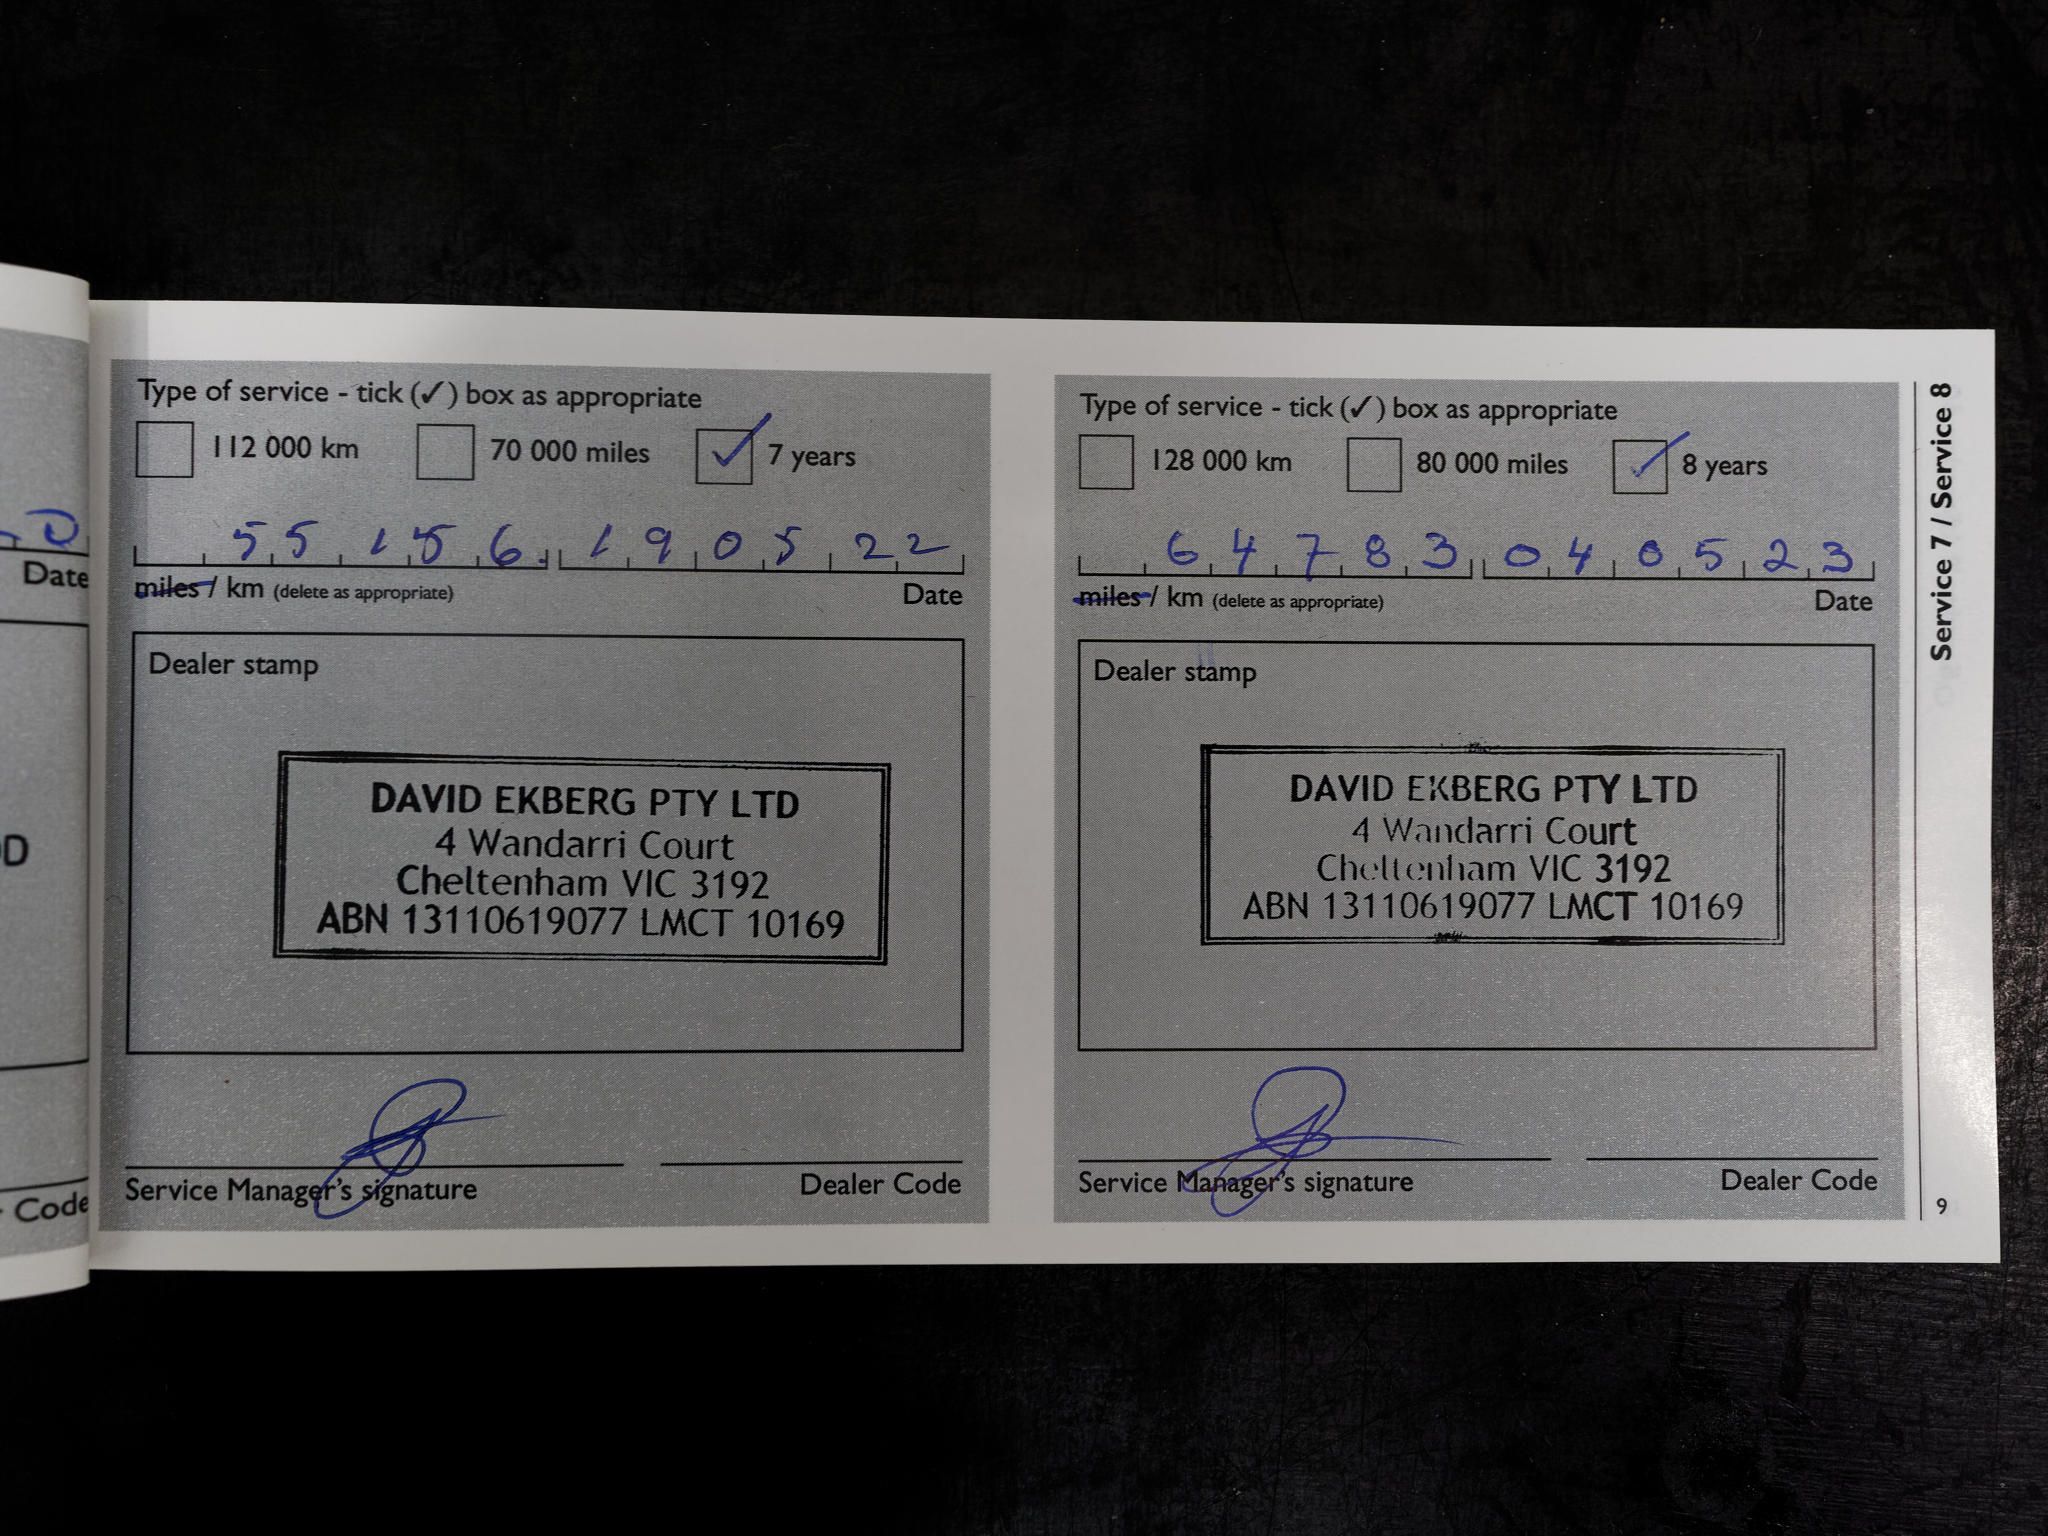 D
Date
D
Code
Type of service - tick (✓) box as appropriate
112 000 km
70 000 miles
✓ 7 years
55156. 190522
miles / km (delete as appropriate)
Date
Dealer stamp
DAVID EKBERG PTY LTD
4 Wandarri Court
Cheltenham VIC 3192
ABN 13110619077 LMCT 10169
Service Manager's signature
Dealer Code
Type of service - tick (✓) box as appropriate
128 000 km
80 000 miles
✓ 8 years
64783 040523
miles / km (delete as appropriate)
Date
Dealer stamp
DAVID EKBERG PTY LTD
4 Wandarri Court
Cheltenham VIC 3192
ABN 13110619077 LMCT 10169
Service Manager's signature
Dealer Code
Service 7 / Service 8
9